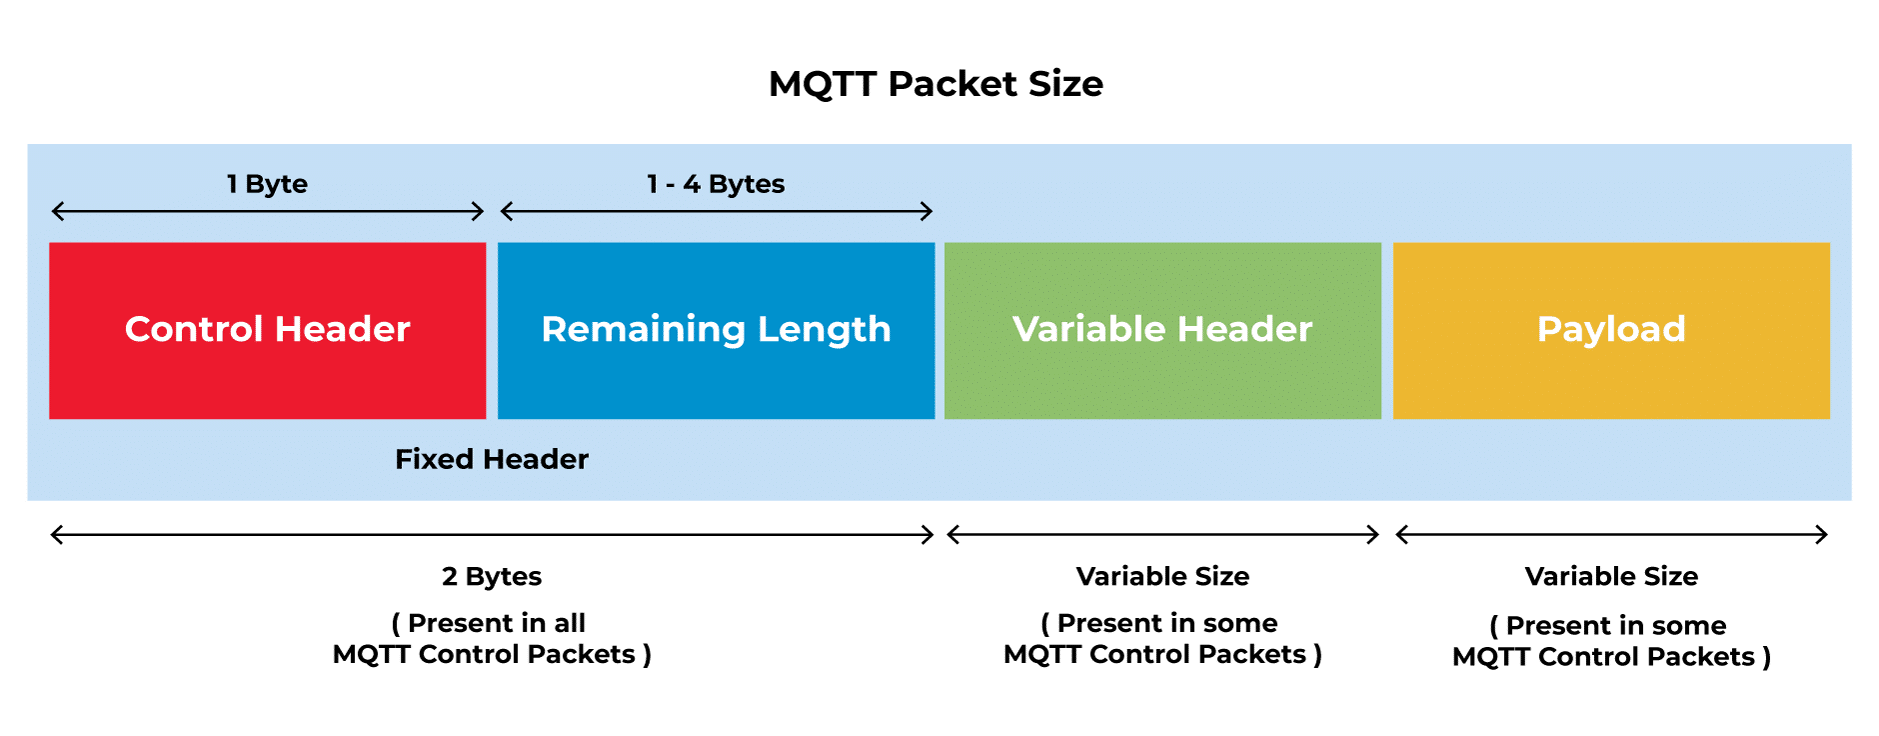 MQTT Packet Size
1 Byte
1 - 4 Bytes
Control Header
Remaining Length
Variable Header
Payload
Fixed Header
2 Bytes
( Present in all
MQTT Control Packets )
Variable Size
( Present in some
MQTT Control Packets )
Variable Size
( Present in some
MQTT Control Packets )